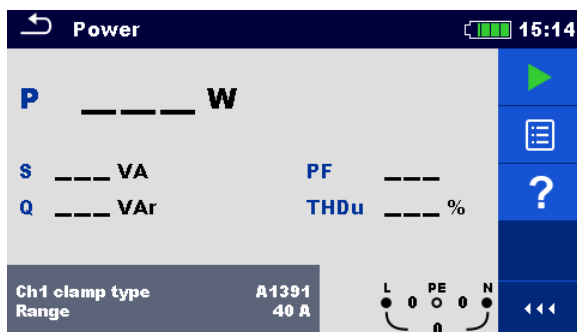 Power 15:14
P ___ W
S ___ VA PF ___
Q ___ VAr THDu ___ %
?
Ch1 clamp type A1391
Range 40 A
L PE N
0 0
0